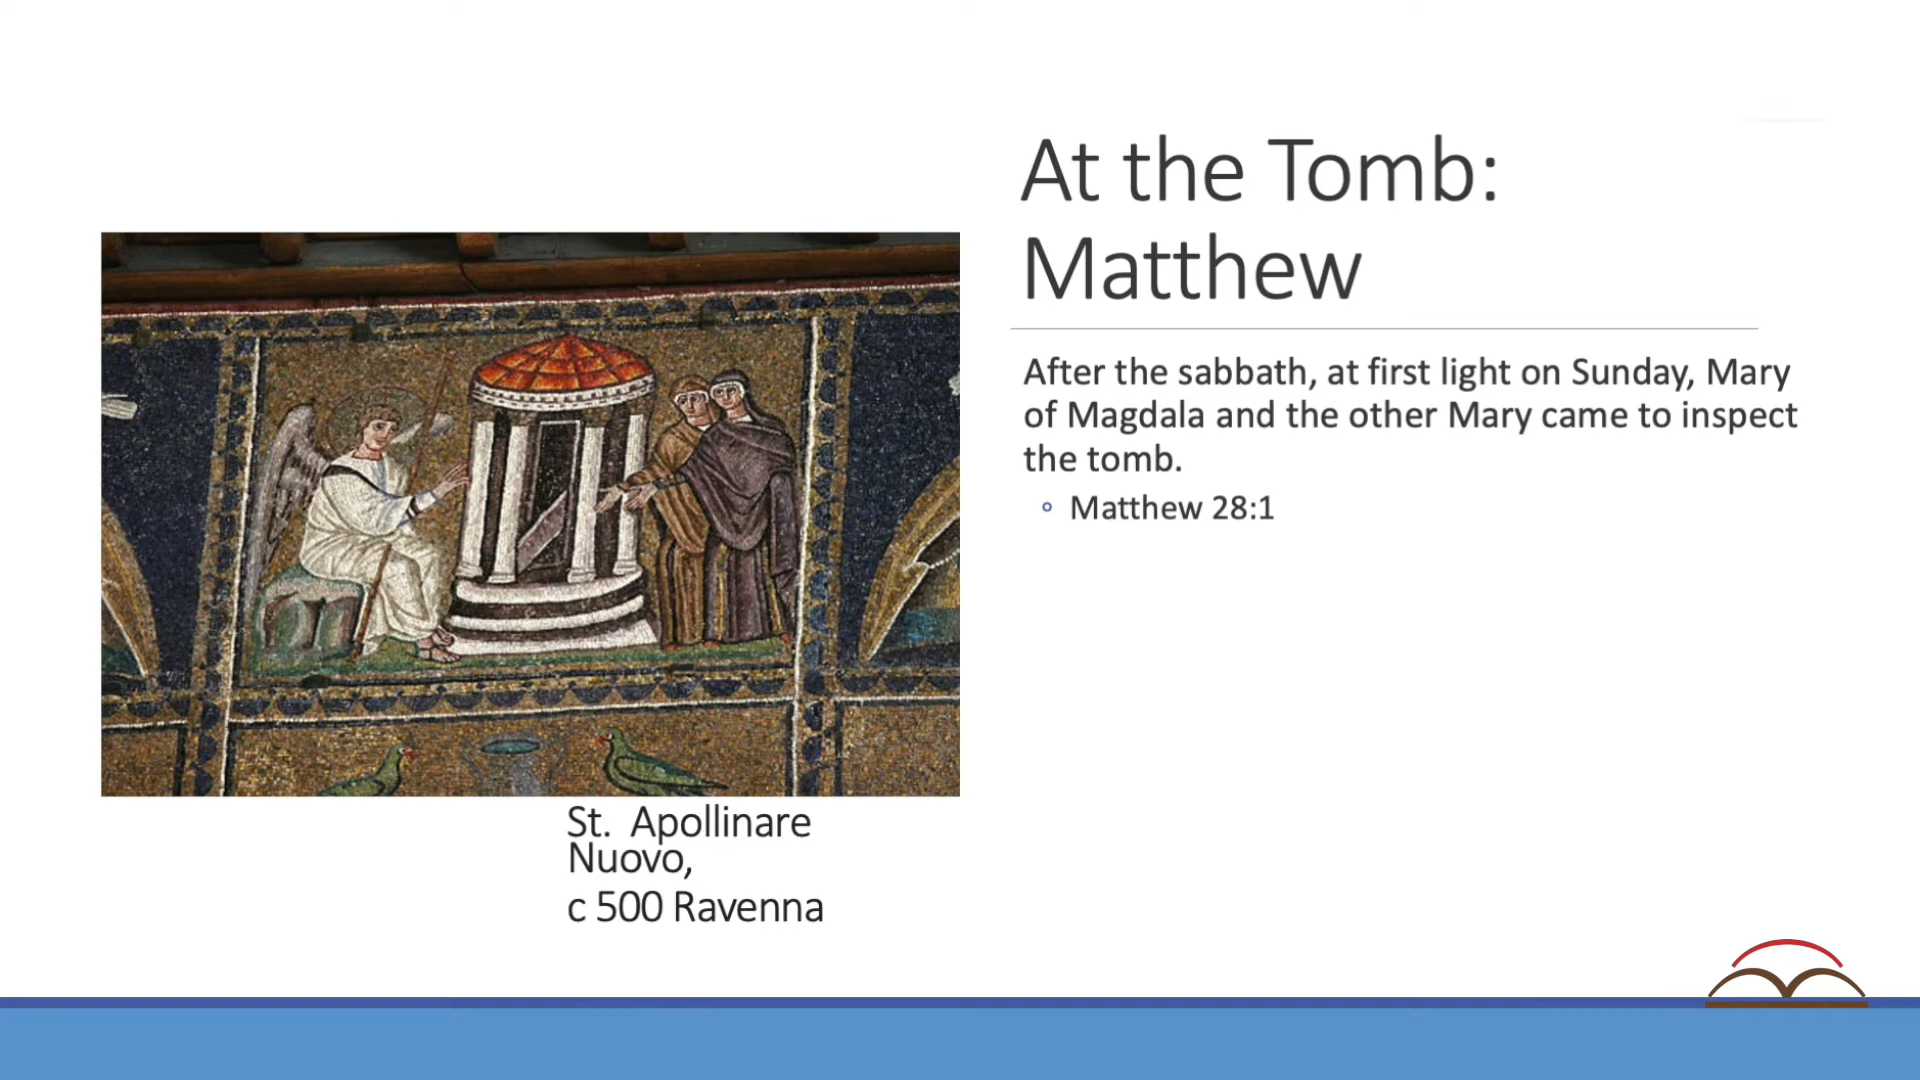 At the Tomb:
Matthew
After the sabbath, at first light on Sunday, Mary
of Magdala and the other Mary came to inspect
the tomb.
Matthew 28:1
St. Apollinare
Nuovo,
c 500 Ravenna